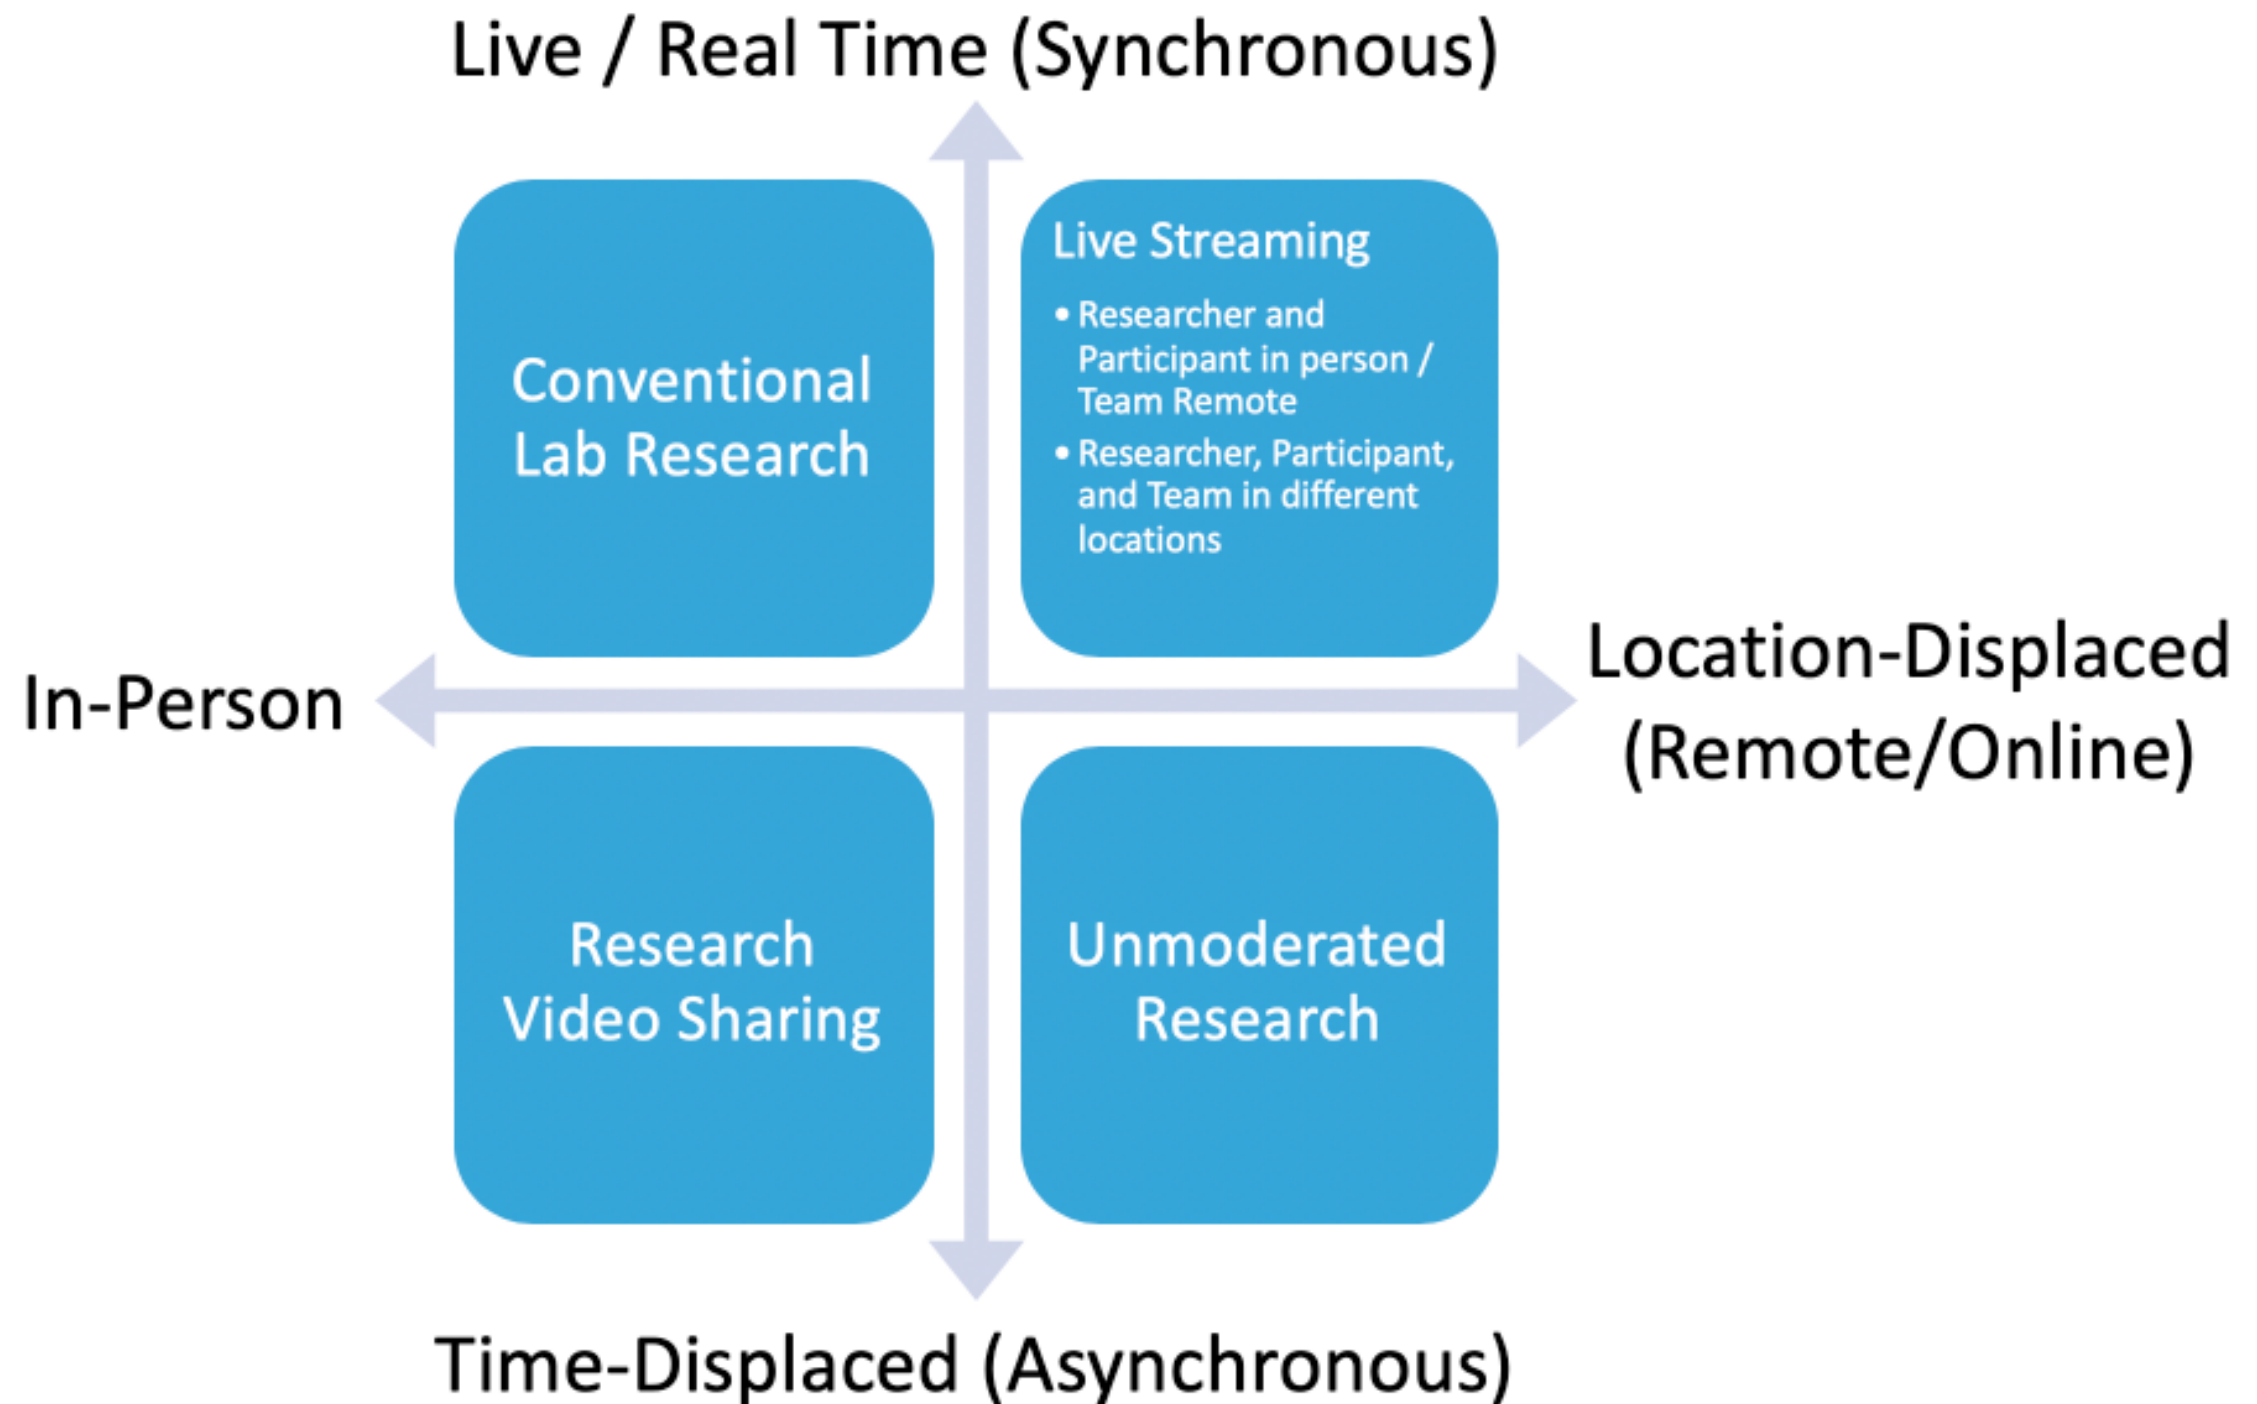 Live / Real Time (Synchronous)
Conventional
Lab Research
Live Streaming
• Researcher and
Participant in person /
Team Remote
• Researcher, Participant,
and Team in different
locations
In-Person
Location-Displaced
(Remote/Online)
Research
Video Sharing
Unmoderated
Research
Time-Displaced (Asynchronous)